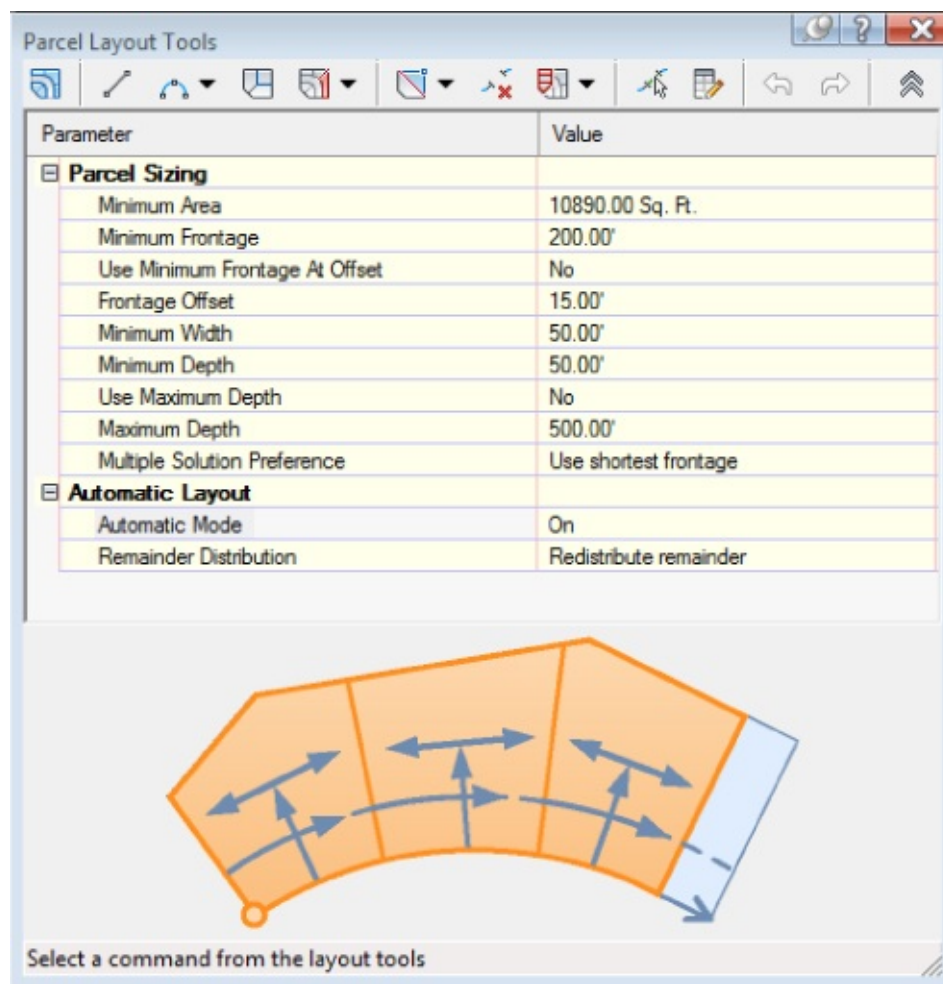 Parcel Layout Tools
Parameter Value
Parcel Sizing
Minimum Area 10890.00 Sq. Ft.
Minimum Frontage 200.00'
Use Minimum Frontage At Offset No
Frontage Offset 15.00'
Minimum Width 50.00'
Minimum Depth 50.00'
Use Maximum Depth No
Maximum Depth 500.00'
Multiple Solution Preference Use shortest frontage
Automatic Layout
Automatic Mode On
Remainder Distribution Redistribute remainder
Select a command from the layout tools